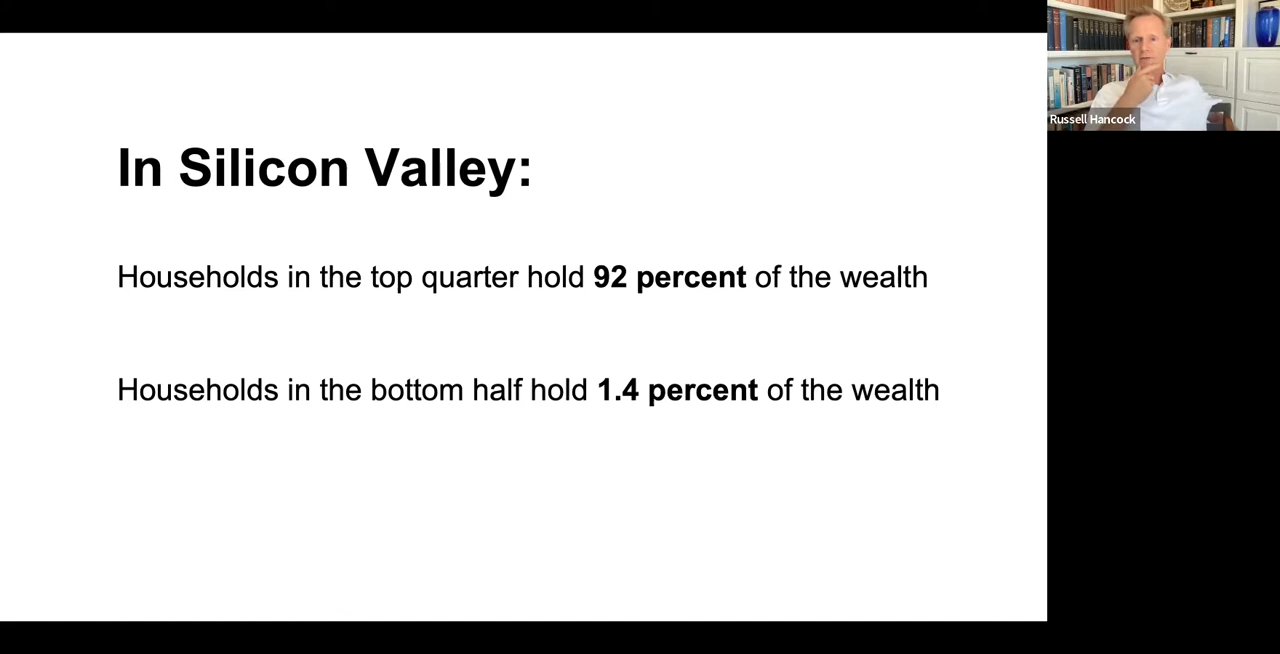 In Silicon Valley:
Households in the top quarter hold 92 percent of the wealth
Households in the bottom half hold 1.4 percent of the wealth
Russell Hancock